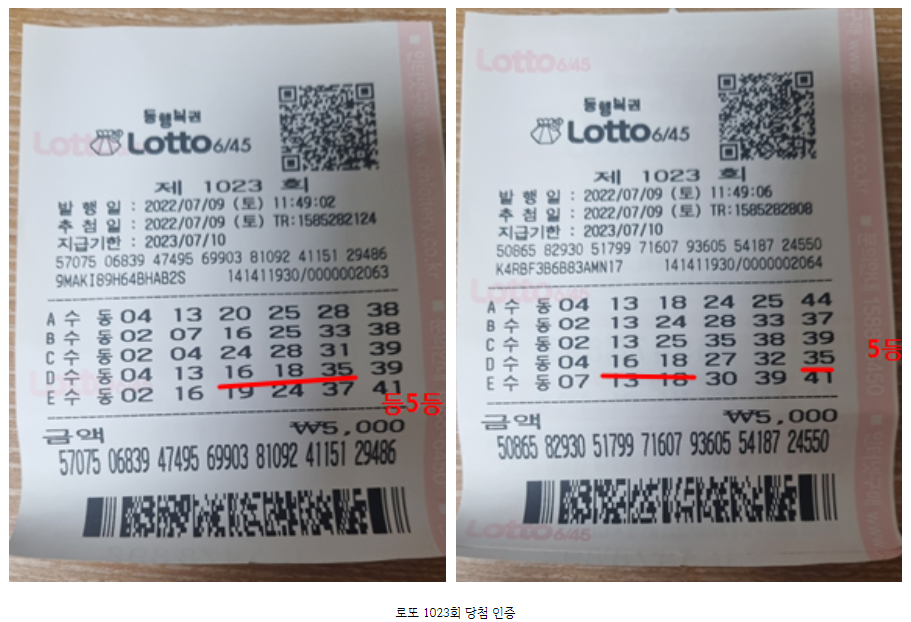 동행복권
Lotto 6/45
제 1023 회
발 행 일 : 2022/07/09 (토) 11:49:02
추 첨 일 : 2022/07/09 (토) TR:1585282124
지급기한 : 2023/07/10
57075 06839 47495 69903 81092 41151 29486
9MAKI89H64BHAB2S 141411930/0000002063
A 수 동 04 13 20 25 28 38
B 수 동 02 07 16 25 33 38
C 수 동 02 04 24 28 31 39
D 수 동 04 13 16 18 35 39
E 수 동 02 16 19 24 37 41
등5등
금액 ₩5,000
57075 06839 47495 69903 81092 41151 29486
Lotto 6/45
동행복권
Lotto 6/45
제 1023 회
발 행 일 : 2022/07/09 (토) 11:49:06
추 첨 일 : 2022/07/09 (토) TR:1585282808
지급기한 : 2023/07/10
50865 82930 51799 71607 93605 54187 24550
K4RBF3B6B83AMN17 141411930/0000002064
A 수 동 04 13 18 24 25 44
B 수 동 02 13 24 28 33 37
C 수 동 02 13 25 35 38 39
D 수 동 04 16 18 27 32 35
E 수 동 07 13 18 30 39 41
5등
금액 ₩5,000
50865 82930 51799 71607 93605 54187 24550
Lotto 6/45
로또 1023회 당첨 인증